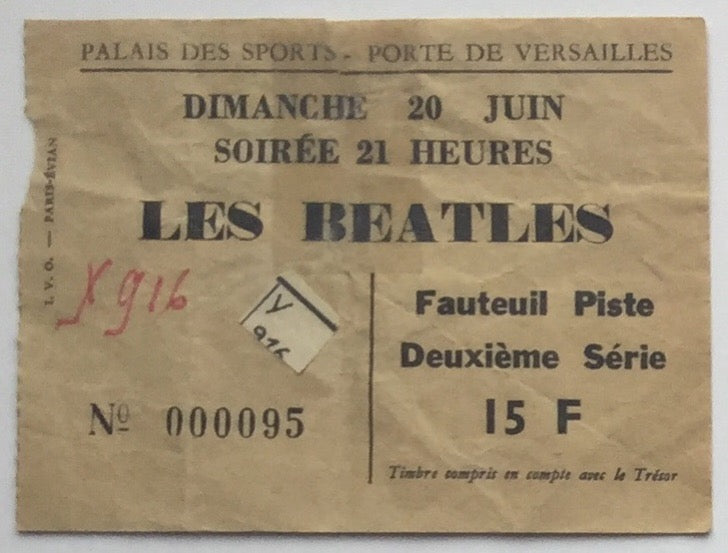 PALAIS DES SPORTS - PORTE DE VERSAILLES
DIMANCHE 20 JUIN
SOIRÉE 21 HEURES
LES BEATLES
I. V. O. — PARIS-ÉVIAN
Y 916
Y
916
Fauteuil Piste
Deuxième Série
15 F
Nº 000095
Timbre compris en compte avec le Trésor